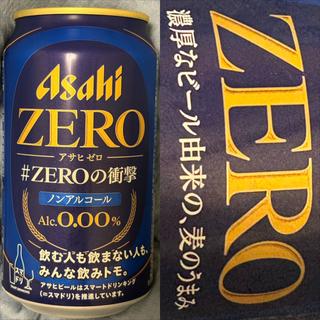 Asahi
ZERO
アサヒゼロ
#ZEROの衝撃
ノンアルコール
Alc.0.00%
スマドリ
飲む人も飲まない人も、
みんな飲みトモ。
アサヒビールはスマートドリンキング
(=スマドリ)を推進しています。
ZERO
濃厚なビール由来の、麦のうまみ